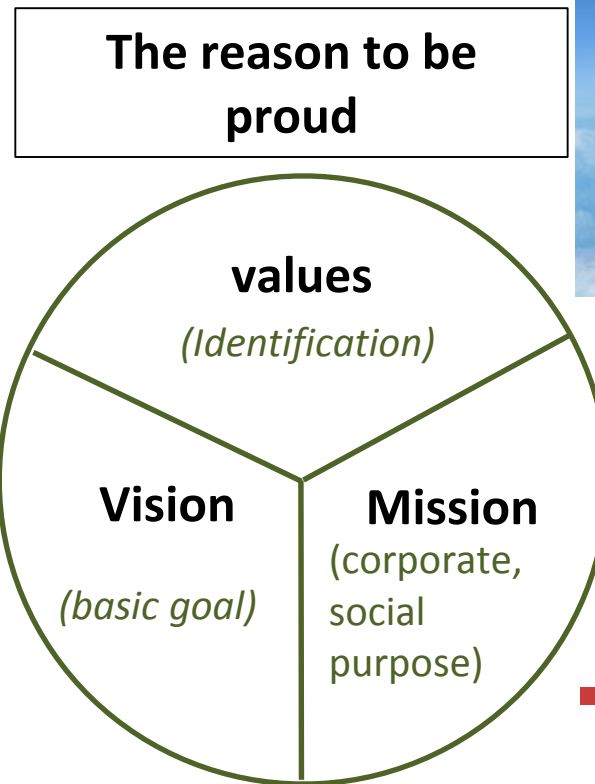 The reason to be
proud
values
(Identification)
Vision
(basic goal)
Mission
(corporate,
social
purpose)